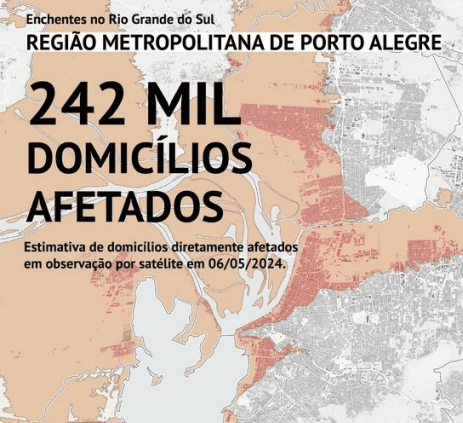 Enchentes no Rio Grande do Sul
REGIÃO METROPOLITANA DE PORTO ALEGRE
242 MIL
DOMICÍLIOS
AFETADOS
Estimativa de domicílios diretamente afetados
em observação por satélite em 06/05/2024.